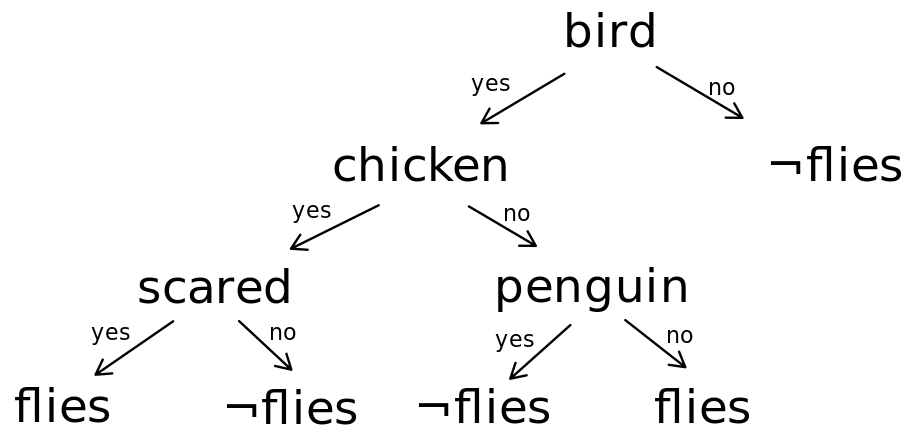 bird
yes no
chicken ¬flies
yes no
scared penguin
yes no yes no
flies ¬flies ¬flies flies